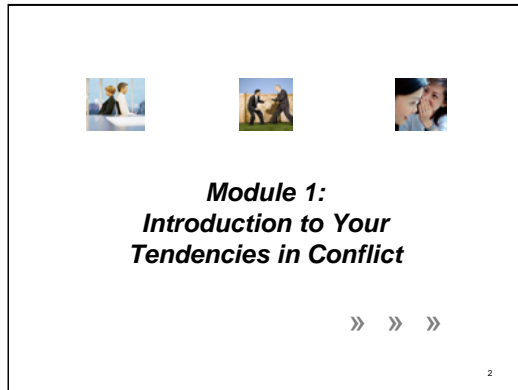 Module 1:
Introduction to Your
Tendencies in Conflict
» » »
2